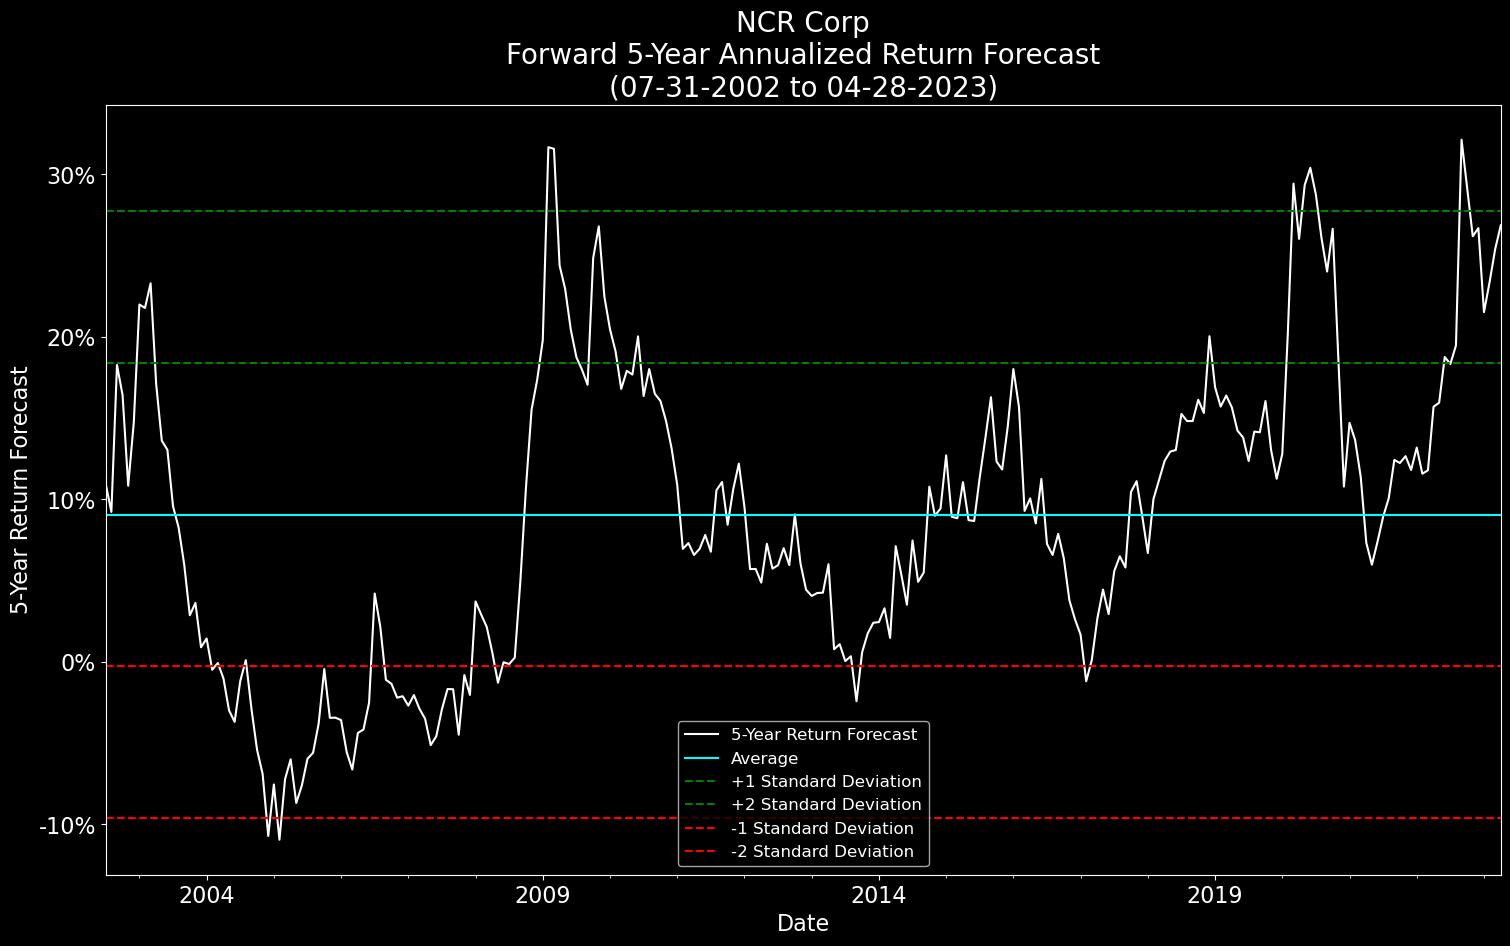 NCR Corp
Forward 5-Year Annualized Return Forecast
(07-31-2002 to 04-28-2023)
5-Year Return Forecast
30%
20%
10%
0%
-10%
5-Year Return Forecast
Average
+1 Standard Deviation
+2 Standard Deviation
-1 Standard Deviation
-2 Standard Deviation
2004
2009
2014
2019
Date